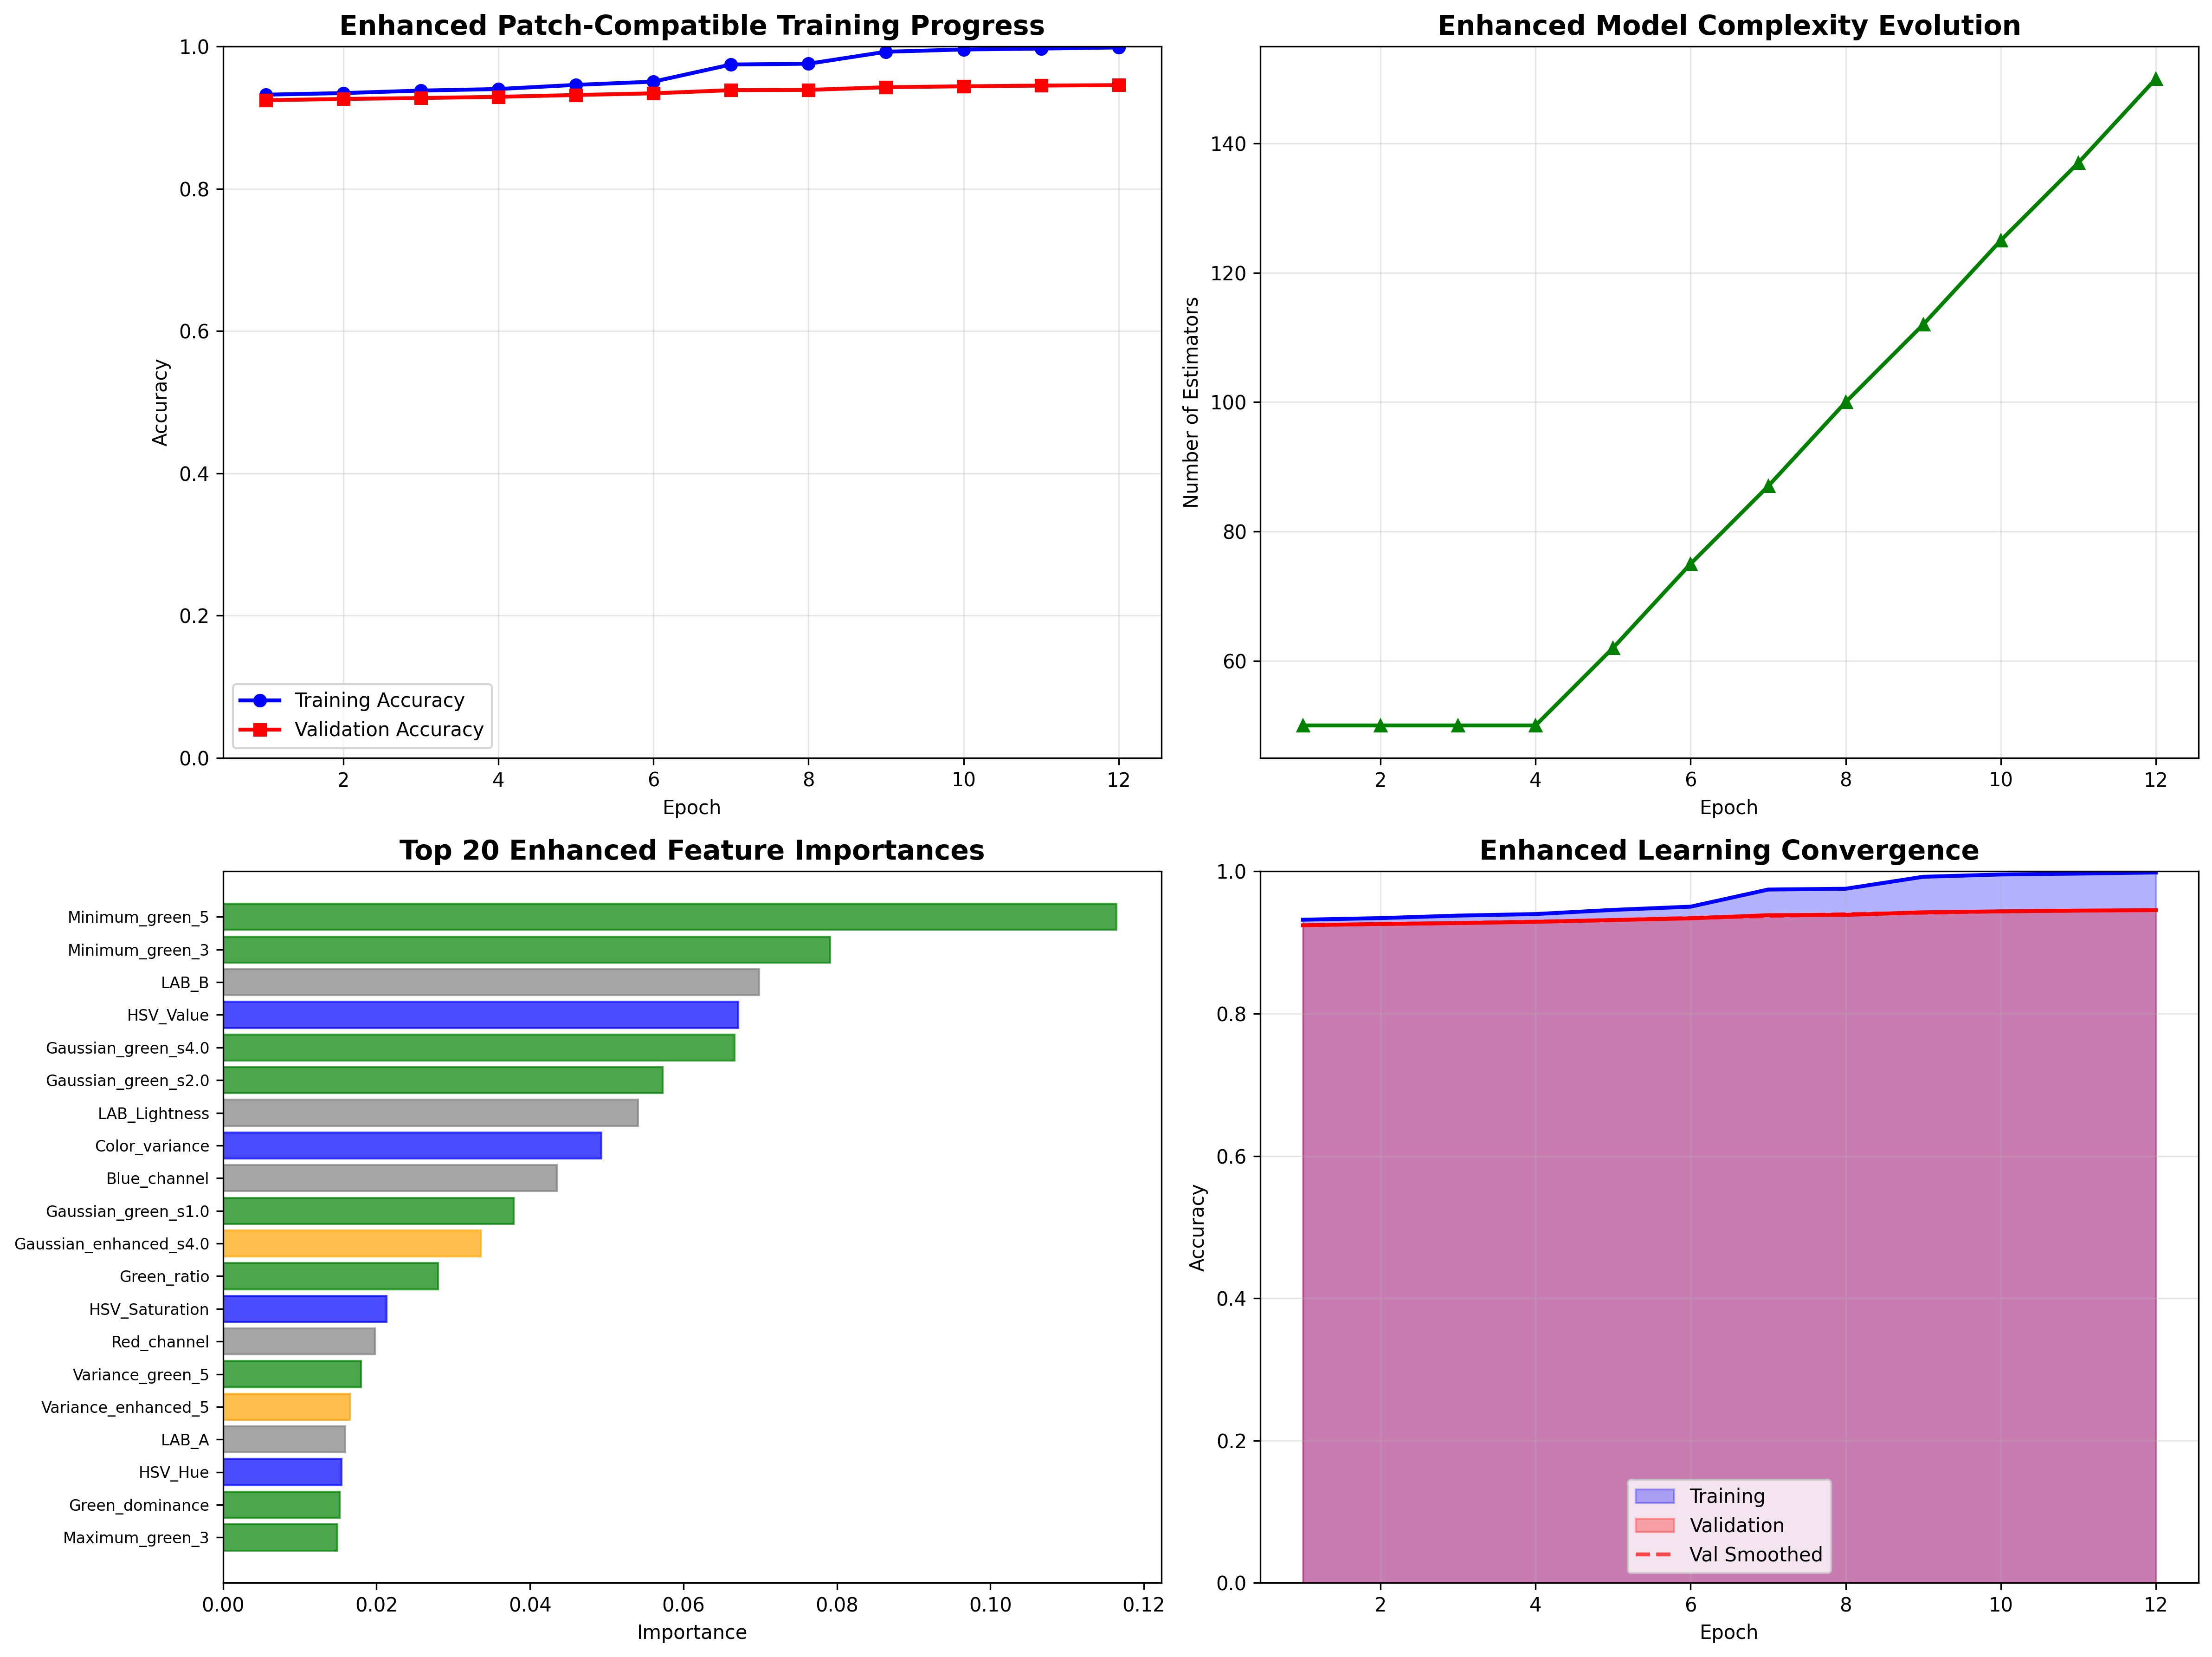 Enhanced Patch-Compatible Training Progress
1.0
0.8
0.6
0.4
0.2
0.0
Accuracy
Training Accuracy
Validation Accuracy
2 4 6 8 10 12
Epoch
Enhanced Model Complexity Evolution
140
120
100
80
60
Number of Estimators
2 4 6 8 10 12
Epoch
Top 20 Enhanced Feature Importances
Minimum_green_5
Minimum_green_3
LAB_B
HSV_Value
Gaussian_green_s4.0
Gaussian_green_s2.0
LAB_Lightness
Color_variance
Blue_channel
Gaussian_green_s1.0
Gaussian_enhanced_s4.0
Green_ratio
HSV_Saturation
Red_channel
Variance_green_5
Variance_enhanced_5
LAB_A
HSV_Hue
Green_dominance
Maximum_green_3
0.00 0.02 0.04 0.06 0.08 0.10 0.12
Importance
Enhanced Learning Convergence
1.0
0.8
0.6
0.4
0.2
0.0
Accuracy
Training
Validation
Val Smoothed
2 4 6 8 10 12
Epoch